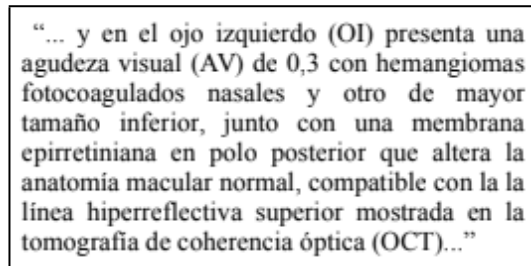 “... y en el ojo izquierdo (OI) presenta una
agudeza visual (AV) de 0,3 con hemangiomas
fotocoagulados nasales y otro de mayor
tamaño inferior, junto con una membrana
epirretiniana en polo posterior que altera la
anatomía macular normal, compatible con la la
línea hiperreflectiva superior mostrada en la
tomografía de coherencia óptica (OCT)...”